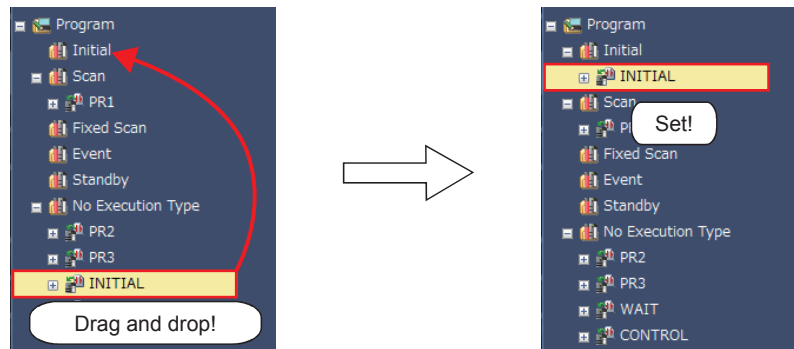 Program
Initial
Scan
PR1
Fixed Scan
Event
Standby
No Execution Type
PR2
PR3
INITIAL
Drag and drop!
Program
Initial
INITIAL
Scan
Set!
Fixed Scan
Event
Standby
No Execution Type
PR2
PR3
WAIT
CONTROL